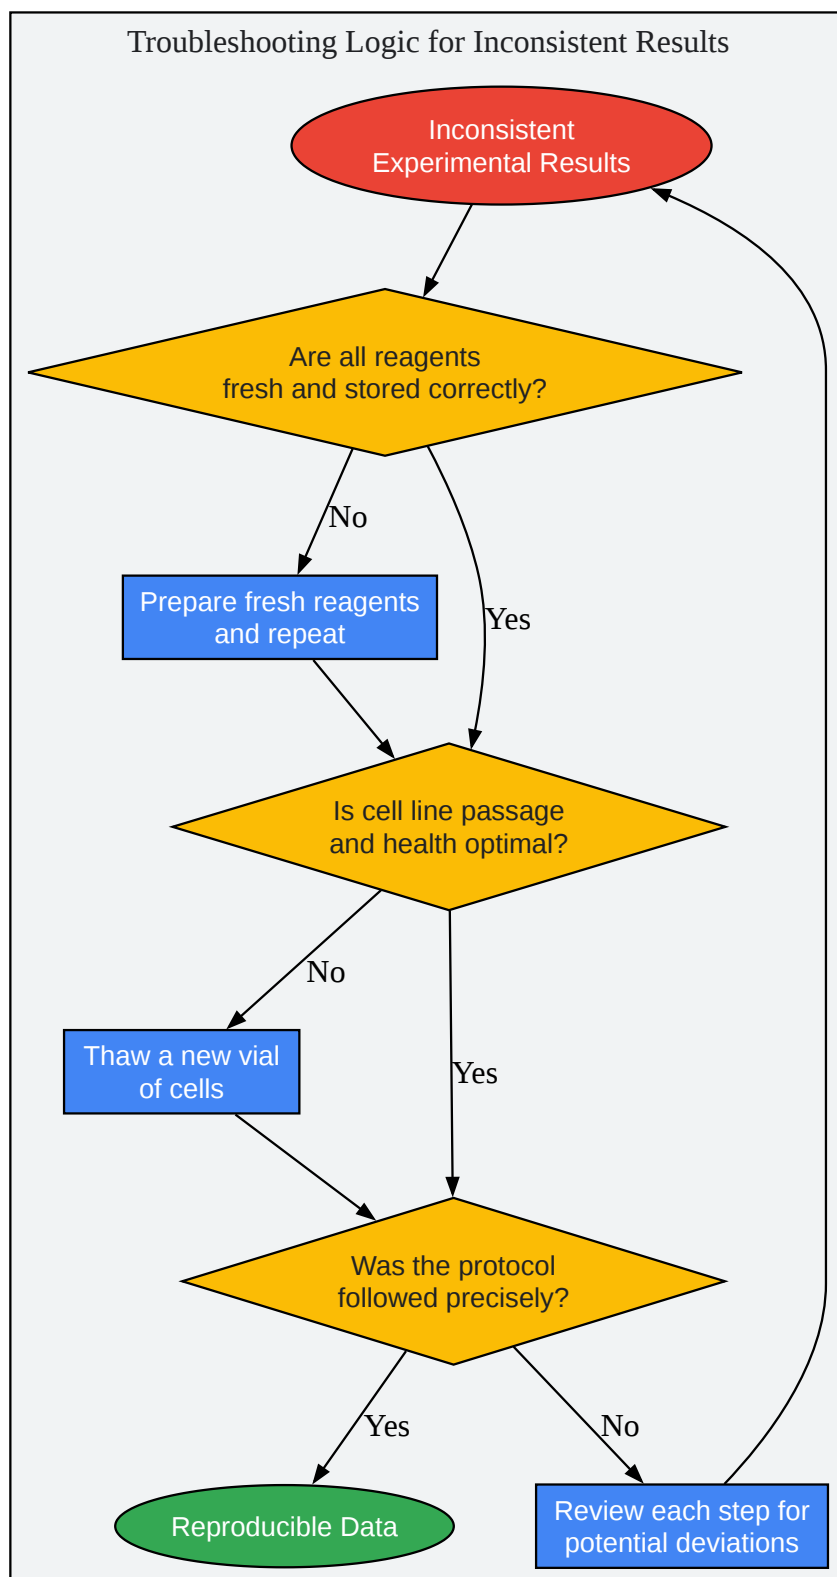 Troubleshooting Logic for Inconsistent Results
Inconsistent
Experimental Results
Are all reagents
fresh and stored correctly?
No
Prepare fresh reagents
and repeat
Yes
Is cell line passage
and health optimal?
No
Thaw a new vial
of cells
Yes
Was the protocol
followed precisely?
Yes
No
Reproducible Data
Review each step for
potential deviations